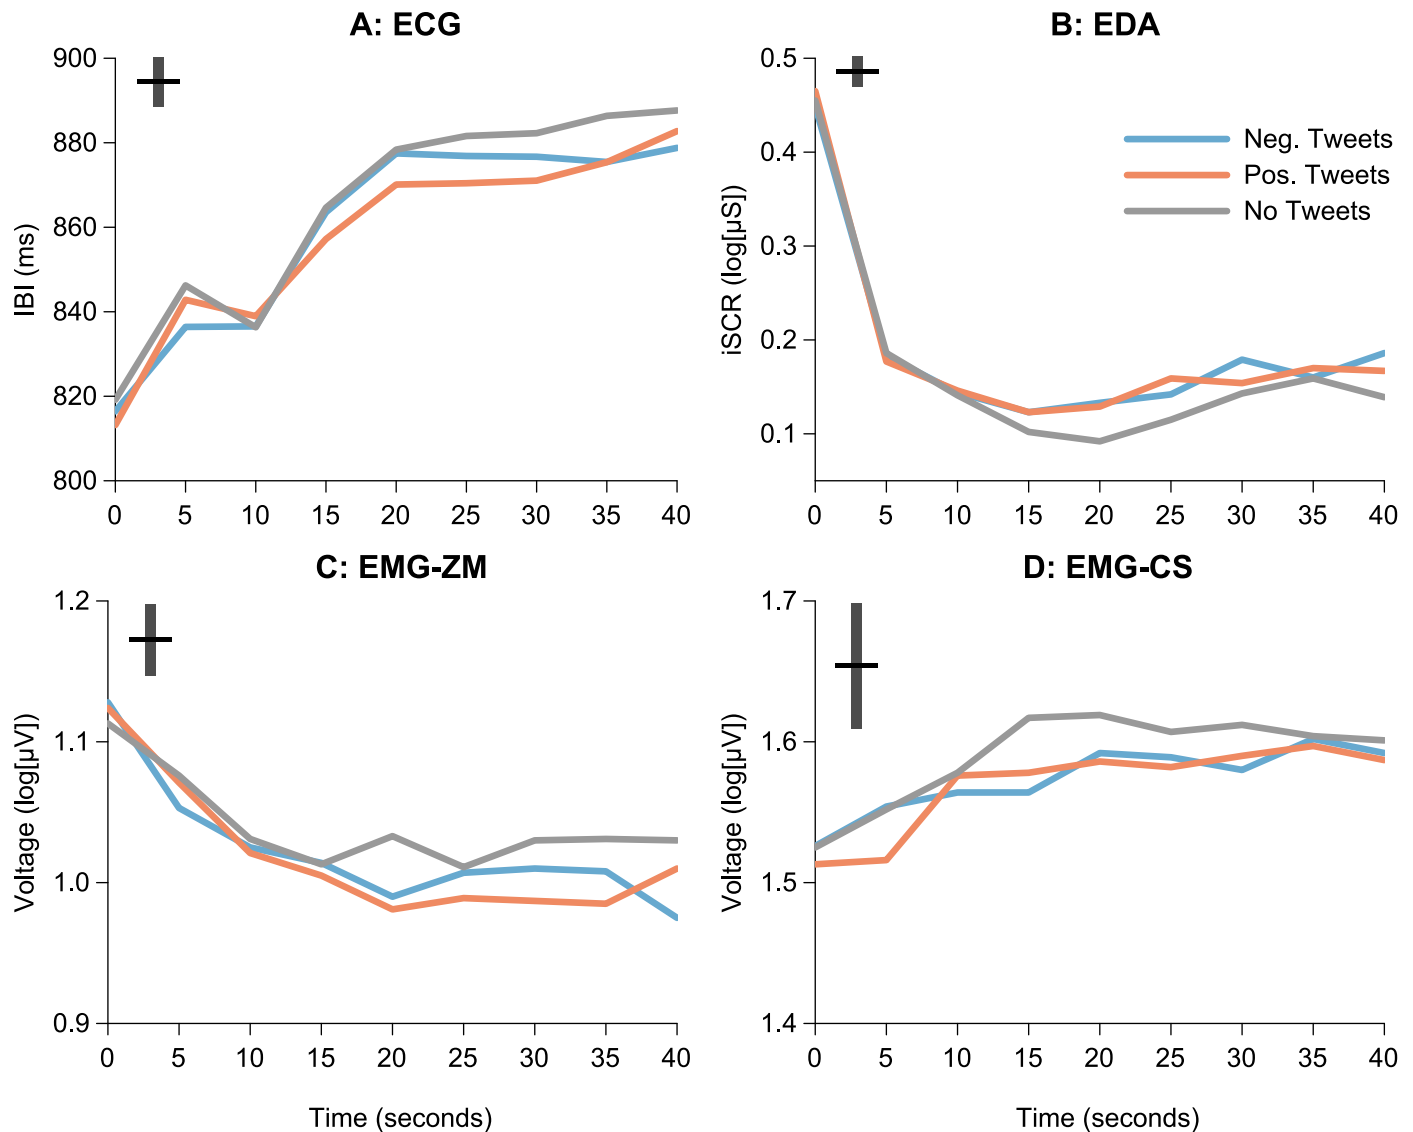 A: ECG
900
880
860
840
820
800
IBI (ms)
0 5 10 15 20 25 30 35 40
B: EDA
0.5
0.4
0.3
0.2
0.1
iSCR (log[µS])
Neg. Tweets
Pos. Tweets
No Tweets
0 5 10 15 20 25 30 35 40
C: EMG-ZM
1.2
1.1
1.0
0.9
Voltage (log[µV])
0 5 10 15 20 25 30 35 40
Time (seconds)
D: EMG-CS
1.7
1.6
1.5
1.4
Voltage (log[µV])
0 5 10 15 20 25 30 35 40
Time (seconds)